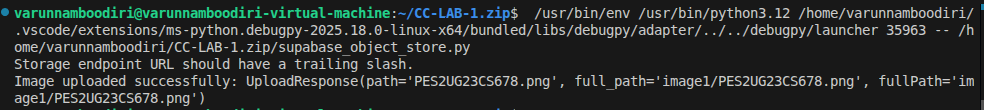 varunnamboodiri@varunnamboodiri-virtual-machine:~/CC-LAB-1.zip$  /usr/bin/env /usr/bin/python3.12 /home/varunnamboodiri/
.vscode/extensions/ms-python.debugpy-2025.18.0-linux-x64/bundled/libs/debugpy/adapter/../../debugpy/launcher 35963 -- /h
ome/varunnamboodiri/CC-LAB-1.zip/supabase_object_store.py
Storage endpoint URL should have a trailing slash.
Image uploaded successfully: UploadResponse(path='PES2UG23CS678.png', full_path='image1/PES2UG23CS678.png', fullPath='im
age1/PES2UG23CS678.png')